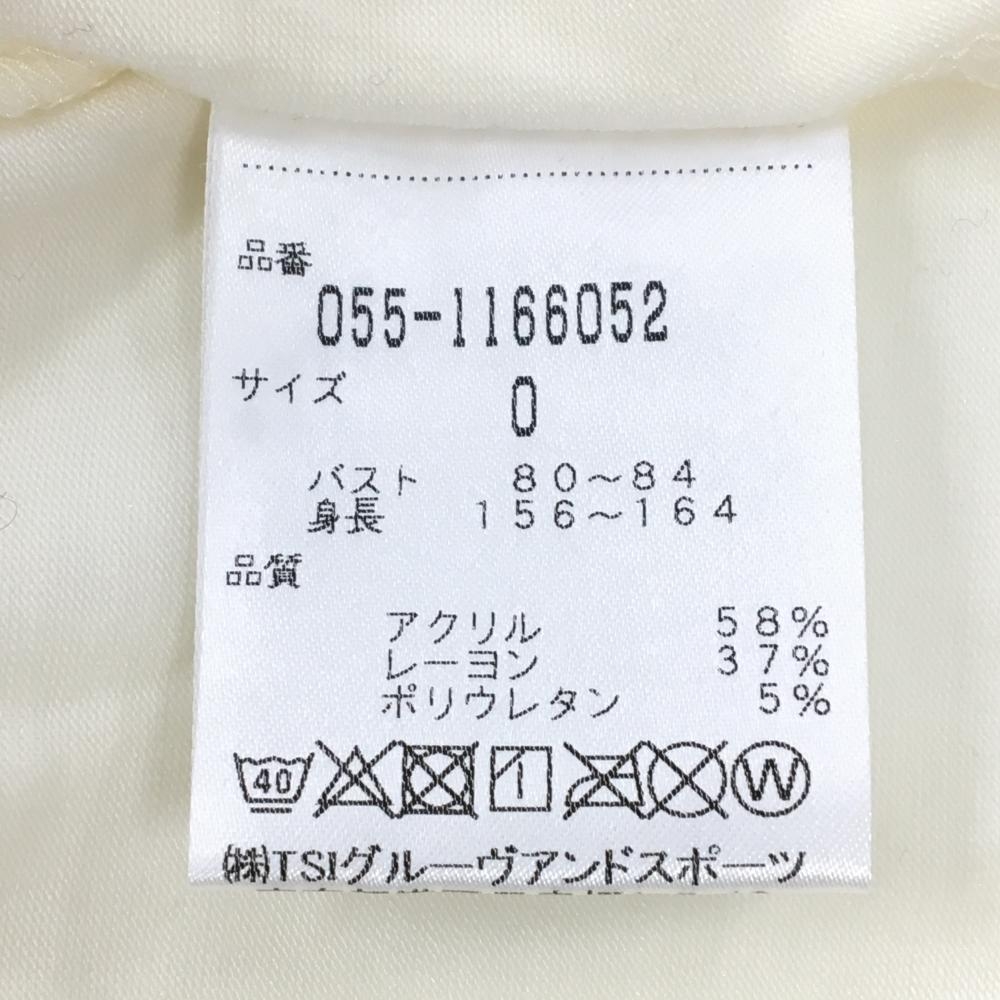 品番
055-1166052
サイズ 0
バスト 80～84
身長 156～164
品質
アクリル 58%
レーヨン 37%
ポリウレタン 5%
40 W
㈱TSIグルーヴアンドスポーツ